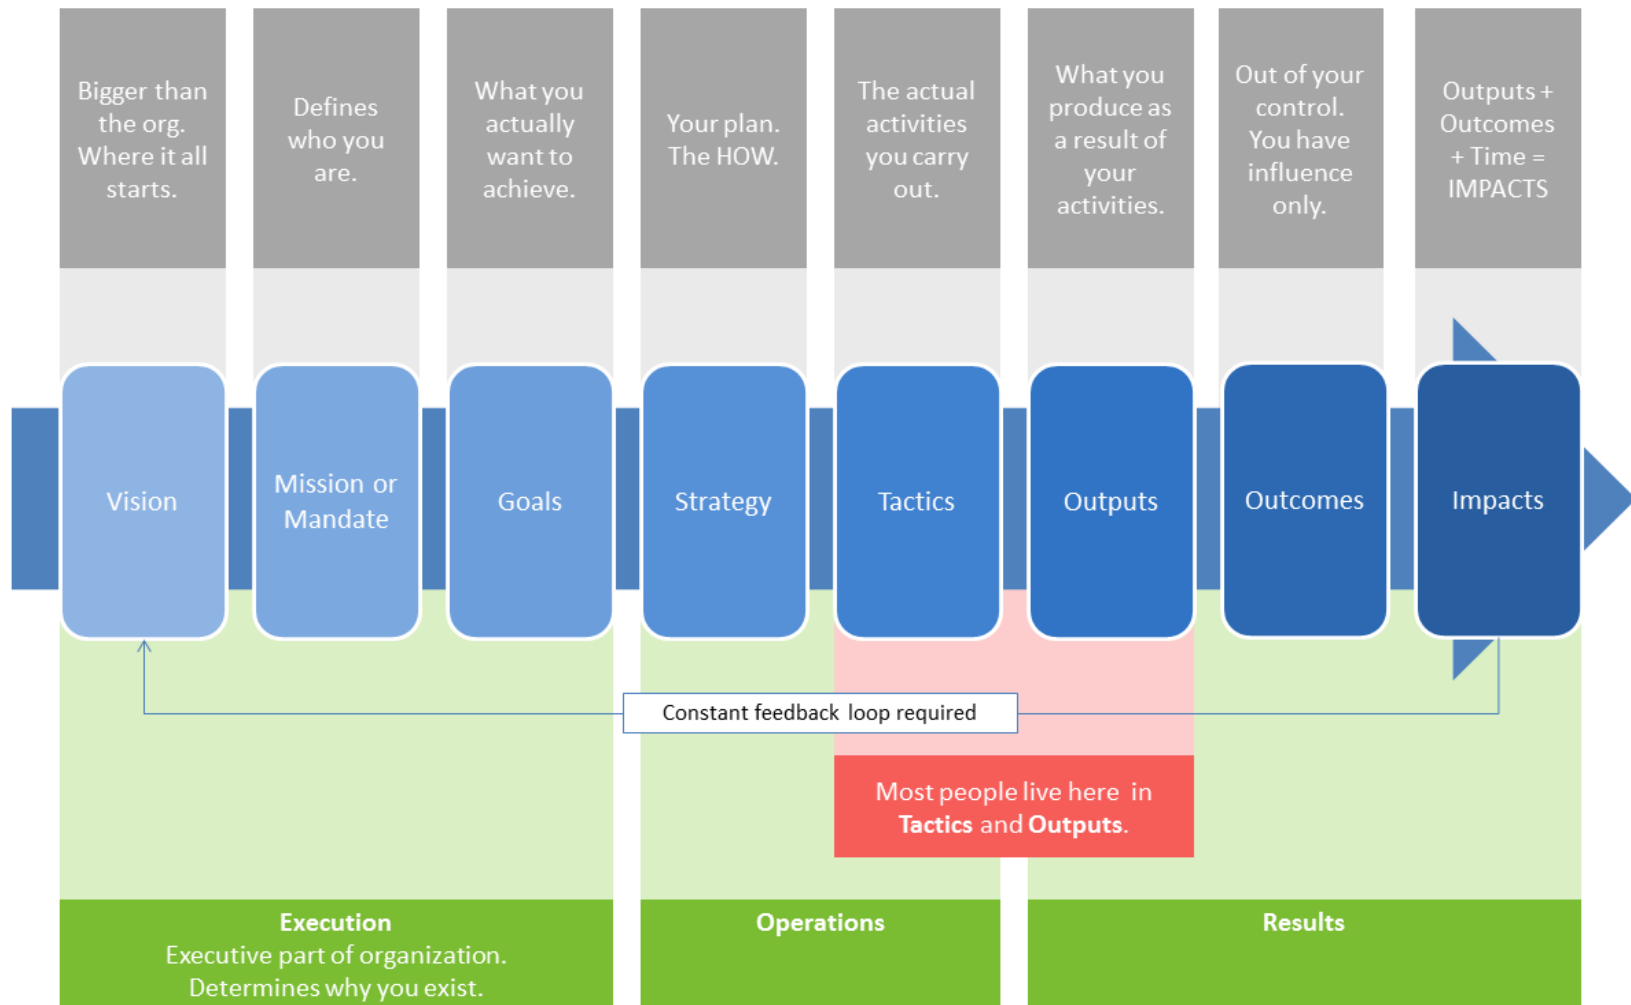 Bigger than
the org.
Where it all
starts.
Defines
who you
are.
What you
actually
want to
achieve.
Your plan.
The HOW.
The actual
activities
you carry
out.
What you
produce as
a result of
your
activities.
Out of your
control.
You have
influence
only.
Outputs +
Outcomes
+ Time =
IMPACTS
Vision
Mission or
Mandate
Goals
Strategy
Tactics
Outputs
Outcomes
Impacts
Constant feedback loop required
Most people live here in
Tactics and Outputs.
Execution
Executive part of organization.
Determines why you exist.
Operations
Results